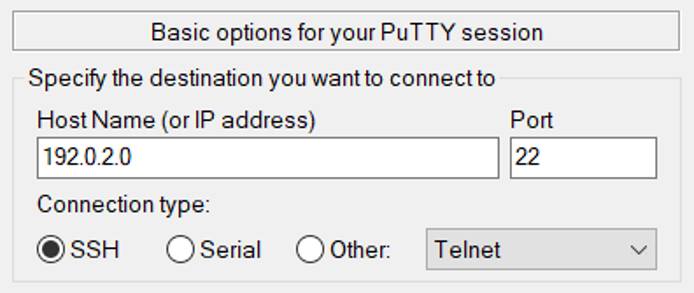 Basic options for your PuTTY session
Specify the destination you want to connect to
Host Name (or IP address) Port
192.0.2.0 22
Connection type:
SSH Serial Other: Telnet